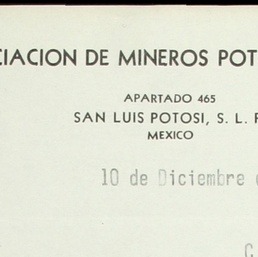 CIACION DE MINEROS POT
APARTADO 465
SAN LUIS POTOSI, S. L. P
MEXICO
10 de Diciembre
C